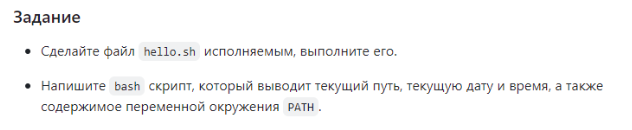 Задание
Сделайте файл hello.sh исполняемым, выполните его.
Напишите bash скрипт, который выводит текущий путь, текущую дату и время, а также
содержимое переменной окружения PATH.